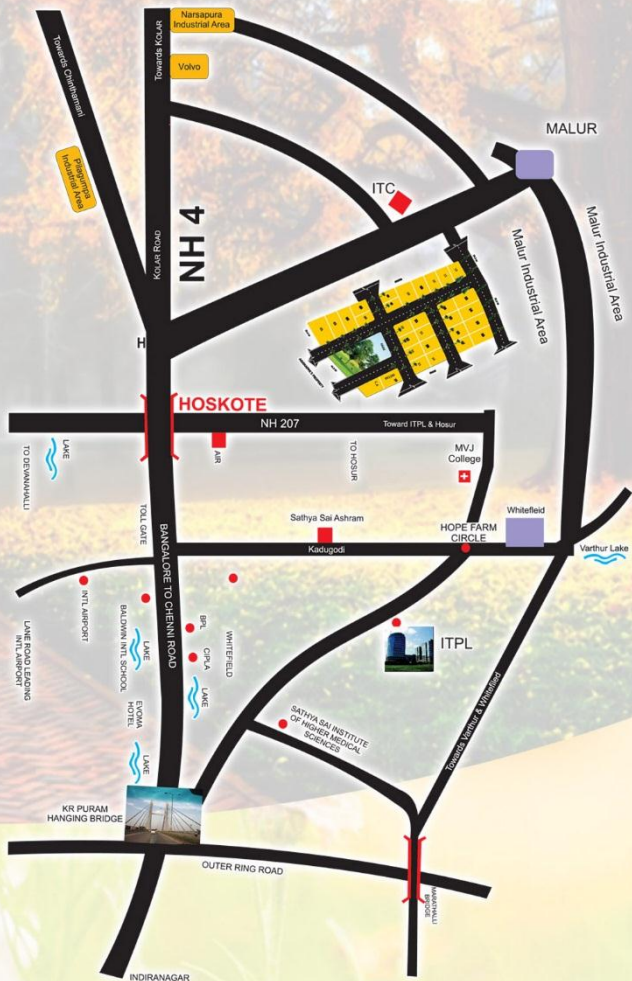 Narsapura
Industrial Area
Towards KOLAR
Volvo
Towards Chinthamani
Pilagumpa
Industrial Area
KOLAR ROAD
NH 4
ITC
MALUR
Malur Industrial Area
Malur Industrial Area
H
HOSKOTE
NH 207
Toward ITPL & Hosur
LAKE
TO DEVANAHALLI
AIR
TO HOSUR
MVJ
College
TOLL GATE
BANGALORE TO CHENNI ROAD
Sathya Sai Ashram
Kadugodi
HOPE FARM
CIRCLE
Whitefleid
Varthur Lake
INTL AIRPORT
LANE ROAD LEADING
INTL AIRPORT
BALDWIN INTL SCHOOL
LAKE
BPL
CIPLA
WHITEFIELD
LAKE
ITPL
EVOMA
HOTEL
LAKE
SATHYA SAI INSTITUTE
OF HIGHER MEDICAL
SCIENCES
Towards Varthur & Whitefiled
KR PURAM
HANGING BRIDGE
OUTER RING ROAD
MARATHALLI
BRIDGE
INDIRANAGAR